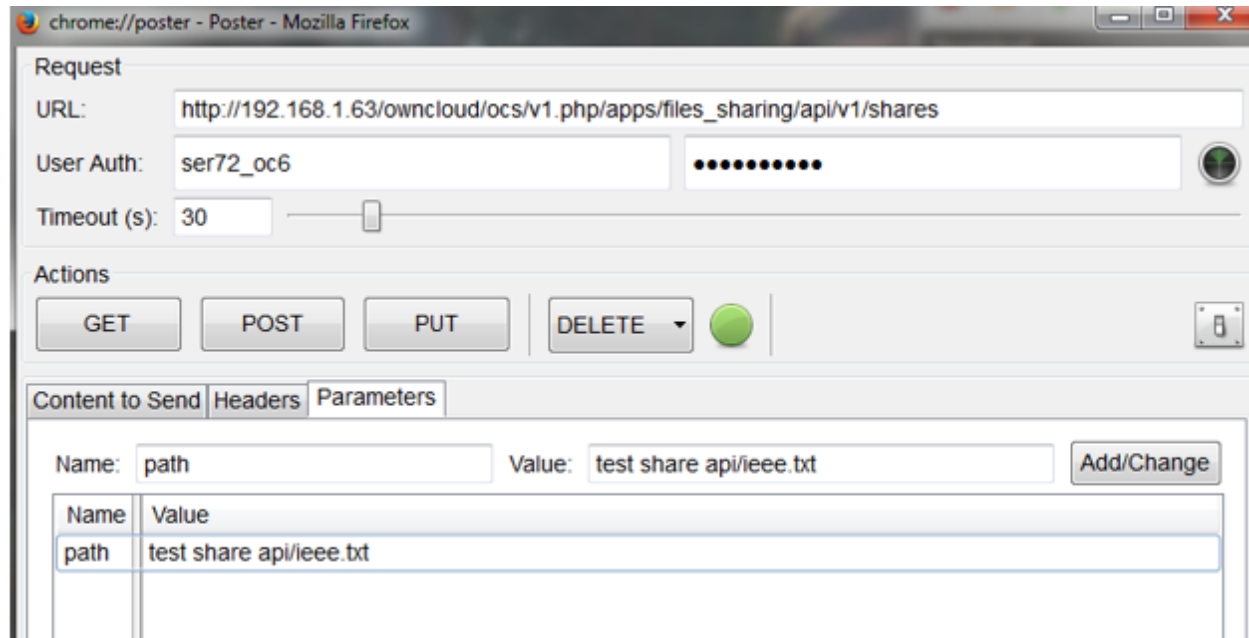 chrome://poster - Poster - Mozilla Firefox
Request
URL: http://192.168.1.63/owncloud/ocs/v1.php/apps/files_sharing/api/v1/shares
User Auth: ser72_oc6 ●●●●●●●●●●
Timeout (s): 30
Actions
GET POST PUT DELETE
Content to Send Headers Parameters
Name: path Value: test share api/ieee.txt Add/Change
Name Value
path test share api/ieee.txt